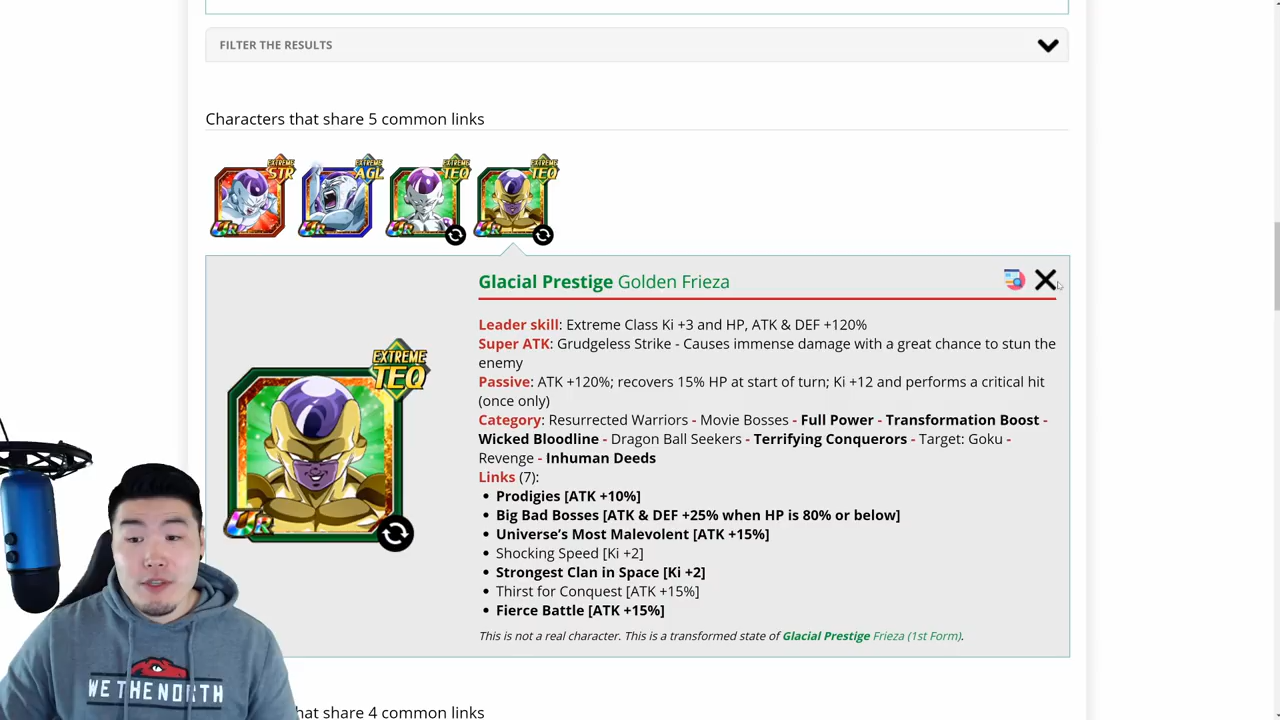 FILTER THE RESULTS
Characters that share 5 common links
EXTREME STR
EXTREME AGL
EXTREME TEQ
EXTREME TEQ
UR
UR
UR
UR
Glacial Prestige Golden Frieza
Leader skill: Extreme Class Ki +3 and HP, ATK & DEF +120%
Super ATK: Grudgeless Strike - Causes immense damage with a great chance to stun the
enemy
Passive: ATK +120%; recovers 15% HP at start of turn; Ki +12 and performs a critical hit
(once only)
Category: Resurrected Warriors - Movie Bosses - Full Power - Transformation Boost -
Wicked Bloodline - Dragon Ball Seekers - Terrifying Conquerors - Target: Goku -
Revenge - Inhuman Deeds
Links (7):
• Prodigies [ATK +10%]
• Big Bad Bosses [ATK & DEF +25% when HP is 80% or below]
• Universe's Most Malevolent [ATK +15%]
• Shocking Speed [Ki +2]
• Strongest Clan in Space [Ki +2]
• Thirst for Conquest [ATK +15%]
• Fierce Battle [ATK +15%]
This is not a real character. This is a transformed state of Glacial Prestige Frieza (1st Form).
EXTREME
TEQ
UR
WE THE NORTH
hat share 4 common links